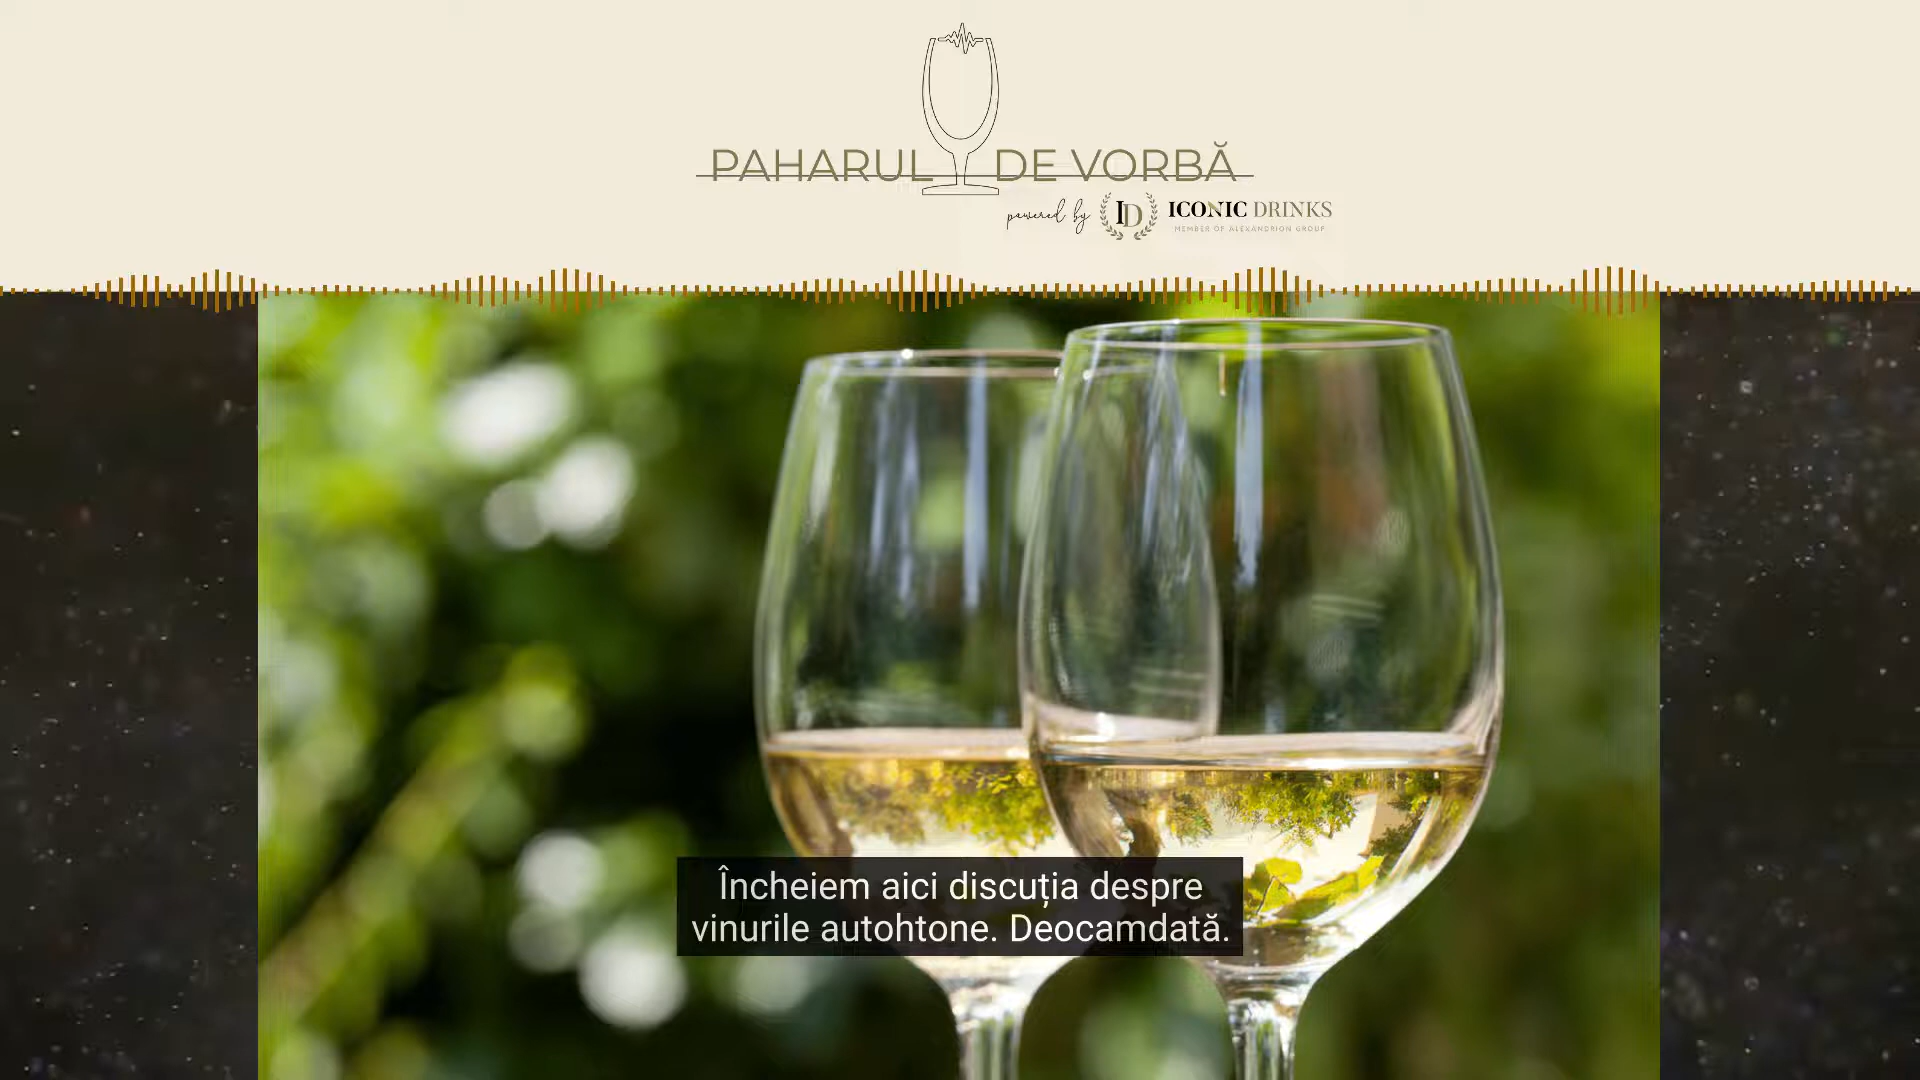 PAHARUL DE VORBĂ
powered by ID ICONIC DRINKS
MEMBER OF ALEXANDRION GROUP
Încheiem aici discuția despre
vinurile autohtone. Deocamdată.